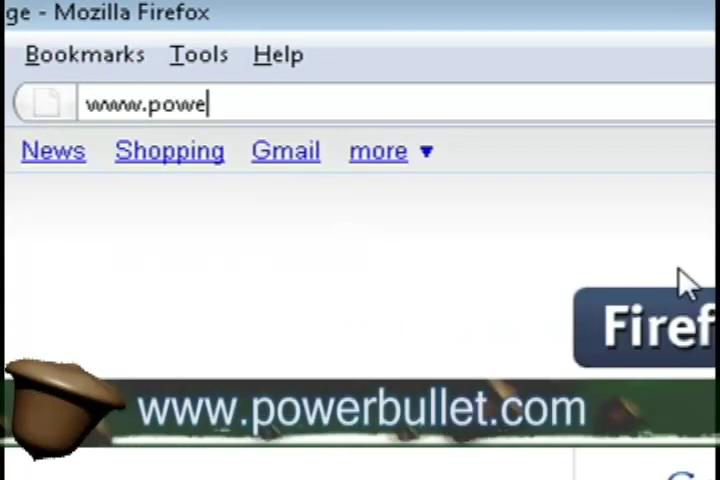 ge - Mozilla Firefox
Bookmarks Tools Help
www.powe
News Shopping Gmail more
Firef
www.powerbullet.com